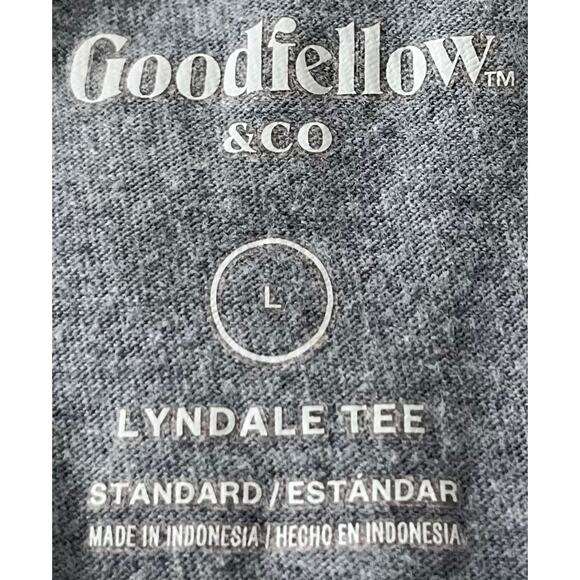 Goodfellow™
& CO
L
LYNDALE TEE
STANDARD / ESTÁNDAR
MADE IN INDONESIA / HECHO EN INDONESIA